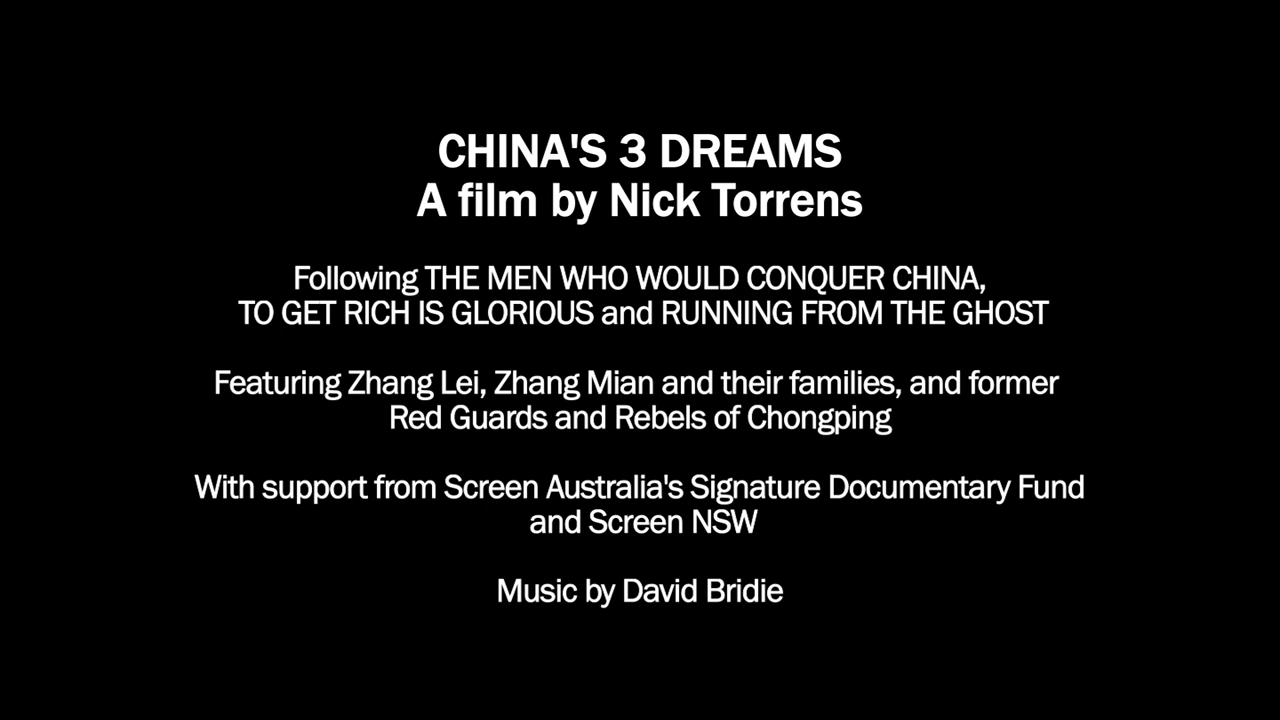 CHINA'S 3 DREAMS
A film by Nick Torrens
Following THE MEN WHO WOULD CONQUER CHINA,
TO GET RICH IS GLORIOUS and RUNNING FROM THE GHOST
Featuring Zhang Lei, Zhang Mian and their families, and former
Red Guards and Rebels of Chongping
With support from Screen Australia's Signature Documentary Fund
and Screen NSW
Music by David Bridie